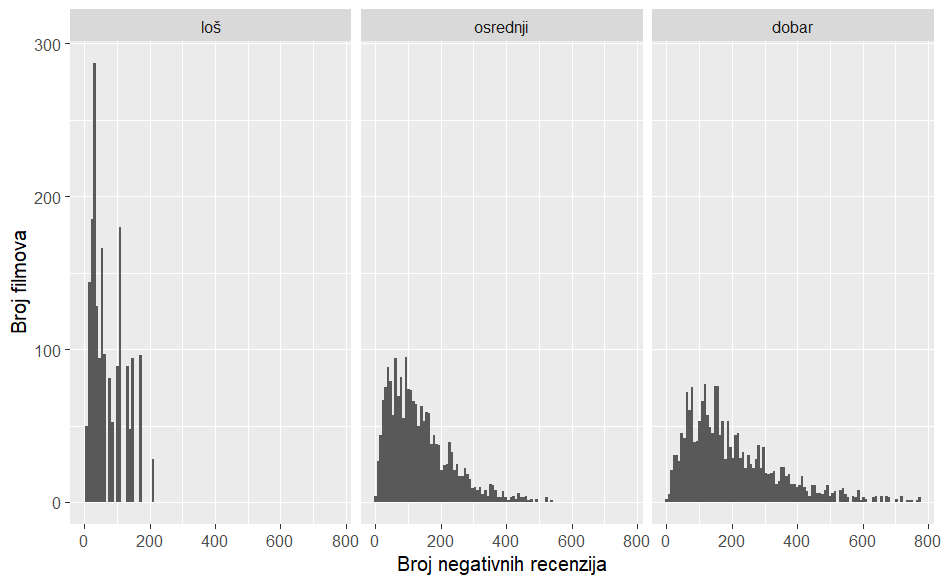 loš osrednji dobar
300
200
100
0
Broj filmova
0 200 400 600 800 0 200 400 600 800 0 200 400 600 800
Broj negativnih recenzija